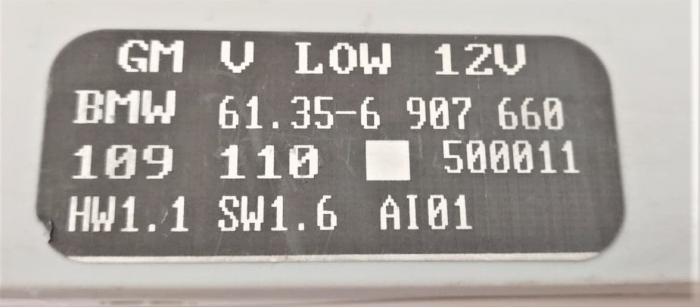 GM V LOW 12V
BMW 61.35-6 907 660
109 110 500011
HW1.1 SW1.6 AI01